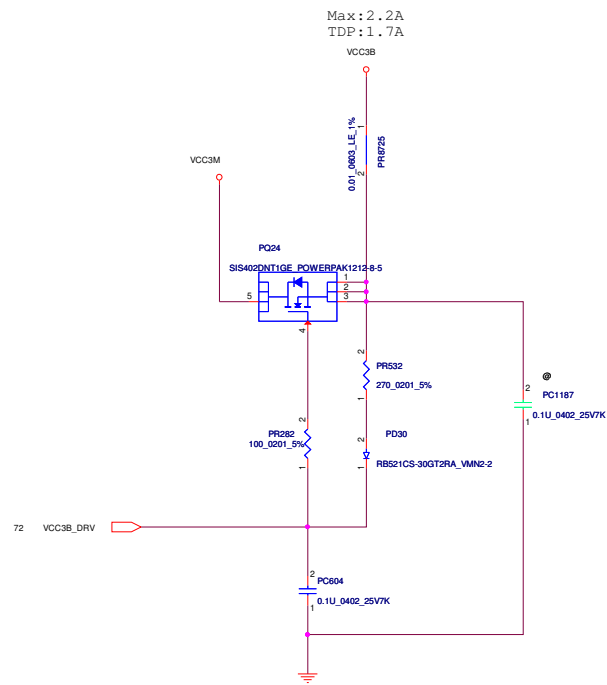 Max:2.2A
TDP:1.7A
VCC3B
1
0.01_0603_LE_1%
PR8725
2
VCC3M
PQ24
SIS402DNT1GE_POWERPAK1212-8-5
1
2
3
5
4
2
PR532
270_0201_5%
1
@
2
PC1187
0.1U_0402_25V7K
1
2
PR282
100_0201_5%
1
2
PD30
RB521CS-30GT2RA_VMN2-2
1
72 VCC3B_DRV
2
PC604
0.1U_0402_25V7K
1